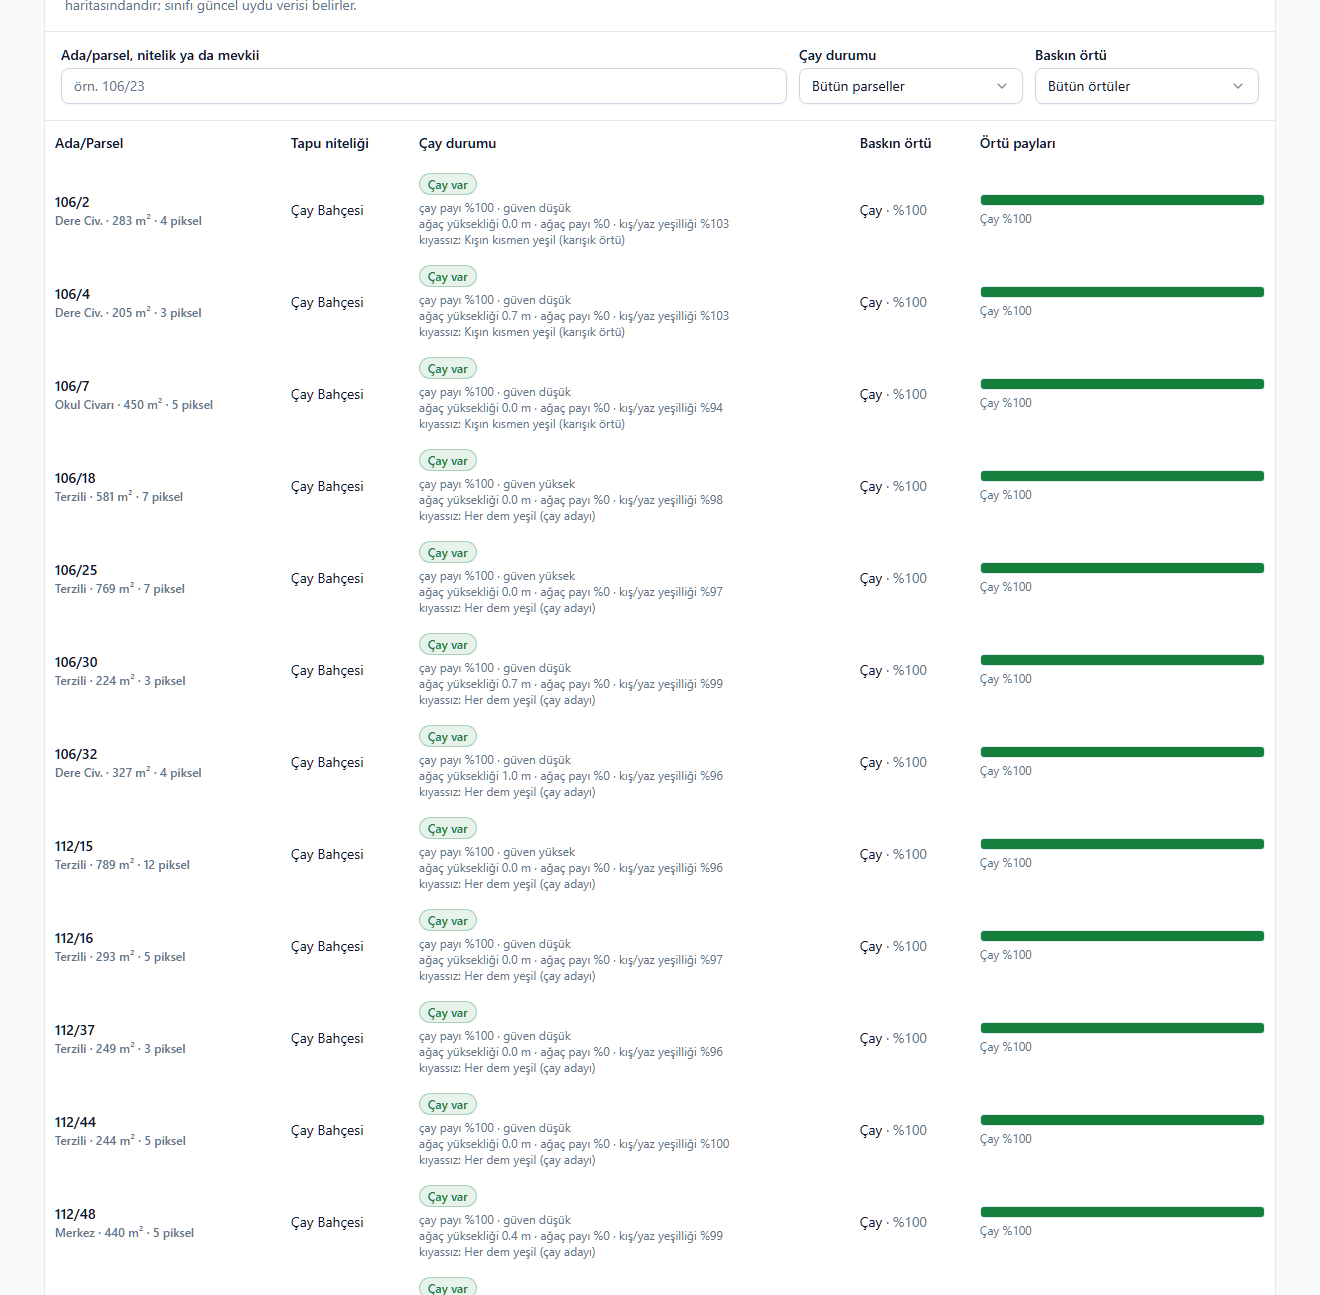 haritasındandır; sınıfı güncel uydu verisi belirler.
Ada/parsel, nitelik ya da mevkii
Çay durumu
Baskın örtü
örn. 106/23
Bütün parseller
Bütün örtüler
Ada/Parsel
Tapu niteliği
Çay durumu
Baskın örtü
Örtü payları
106/2
Dere Civ. · 283 m² · 4 piksel
Çay Bahçesi
Çay var
çay payı %100 · güven düşük
ağaç yüksekliği 0.0 m · ağaç payı %0 · kış/yaz yeşilliği %103
kıyassız: Kışın kısmen yeşil (karışık örtü)
Çay · %100
Çay %100
106/4
Dere Civ. · 205 m² · 3 piksel
Çay Bahçesi
Çay var
çay payı %100 · güven düşük
ağaç yüksekliği 0.7 m · ağaç payı %0 · kış/yaz yeşilliği %103
kıyassız: Kışın kısmen yeşil (karışık örtü)
Çay · %100
Çay %100
106/7
Okul Civarı · 450 m² · 5 piksel
Çay Bahçesi
Çay var
çay payı %100 · güven düşük
ağaç yüksekliği 0.0 m · ağaç payı %0 · kış/yaz yeşilliği %94
kıyassız: Kışın kısmen yeşil (karışık örtü)
Çay · %100
Çay %100
106/18
Terzili · 581 m² · 7 piksel
Çay Bahçesi
Çay var
çay payı %100 · güven yüksek
ağaç yüksekliği 0.0 m · ağaç payı %0 · kış/yaz yeşilliği %98
kıyassız: Her dem yeşil (çay adayı)
Çay · %100
Çay %100
106/25
Terzili · 769 m² · 7 piksel
Çay Bahçesi
Çay var
çay payı %100 · güven yüksek
ağaç yüksekliği 0.0 m · ağaç payı %0 · kış/yaz yeşilliği %97
kıyassız: Her dem yeşil (çay adayı)
Çay · %100
Çay %100
106/30
Terzili · 224 m² · 3 piksel
Çay Bahçesi
Çay var
çay payı %100 · güven düşük
ağaç yüksekliği 0.7 m · ağaç payı %0 · kış/yaz yeşilliği %99
kıyassız: Her dem yeşil (çay adayı)
Çay · %100
Çay %100
106/32
Dere Civ. · 327 m² · 4 piksel
Çay Bahçesi
Çay var
çay payı %100 · güven düşük
ağaç yüksekliği 1.0 m · ağaç payı %0 · kış/yaz yeşilliği %96
kıyassız: Her dem yeşil (çay adayı)
Çay · %100
Çay %100
112/15
Terzili · 789 m² · 12 piksel
Çay Bahçesi
Çay var
çay payı %100 · güven yüksek
ağaç yüksekliği 0.0 m · ağaç payı %0 · kış/yaz yeşilliği %96
kıyassız: Her dem yeşil (çay adayı)
Çay · %100
Çay %100
112/16
Terzili · 293 m² · 5 piksel
Çay Bahçesi
Çay var
çay payı %100 · güven düşük
ağaç yüksekliği 0.0 m · ağaç payı %0 · kış/yaz yeşilliği %97
kıyassız: Her dem yeşil (çay adayı)
Çay · %100
Çay %100
112/37
Terzili · 249 m² · 3 piksel
Çay Bahçesi
Çay var
çay payı %100 · güven düşük
ağaç yüksekliği 0.0 m · ağaç payı %0 · kış/yaz yeşilliği %96
kıyassız: Her dem yeşil (çay adayı)
Çay · %100
Çay %100
112/44
Terzili · 244 m² · 5 piksel
Çay Bahçesi
Çay var
çay payı %100 · güven düşük
ağaç yüksekliği 0.0 m · ağaç payı %0 · kış/yaz yeşilliği %100
kıyassız: Her dem yeşil (çay adayı)
Çay · %100
Çay %100
112/48
Merkez · 440 m² · 5 piksel
Çay Bahçesi
Çay var
çay payı %100 · güven düşük
ağaç yüksekliği 0.4 m · ağaç payı %0 · kış/yaz yeşilliği %99
kıyassız: Her dem yeşil (çay adayı)
Çay · %100
Çay %100
Çay var